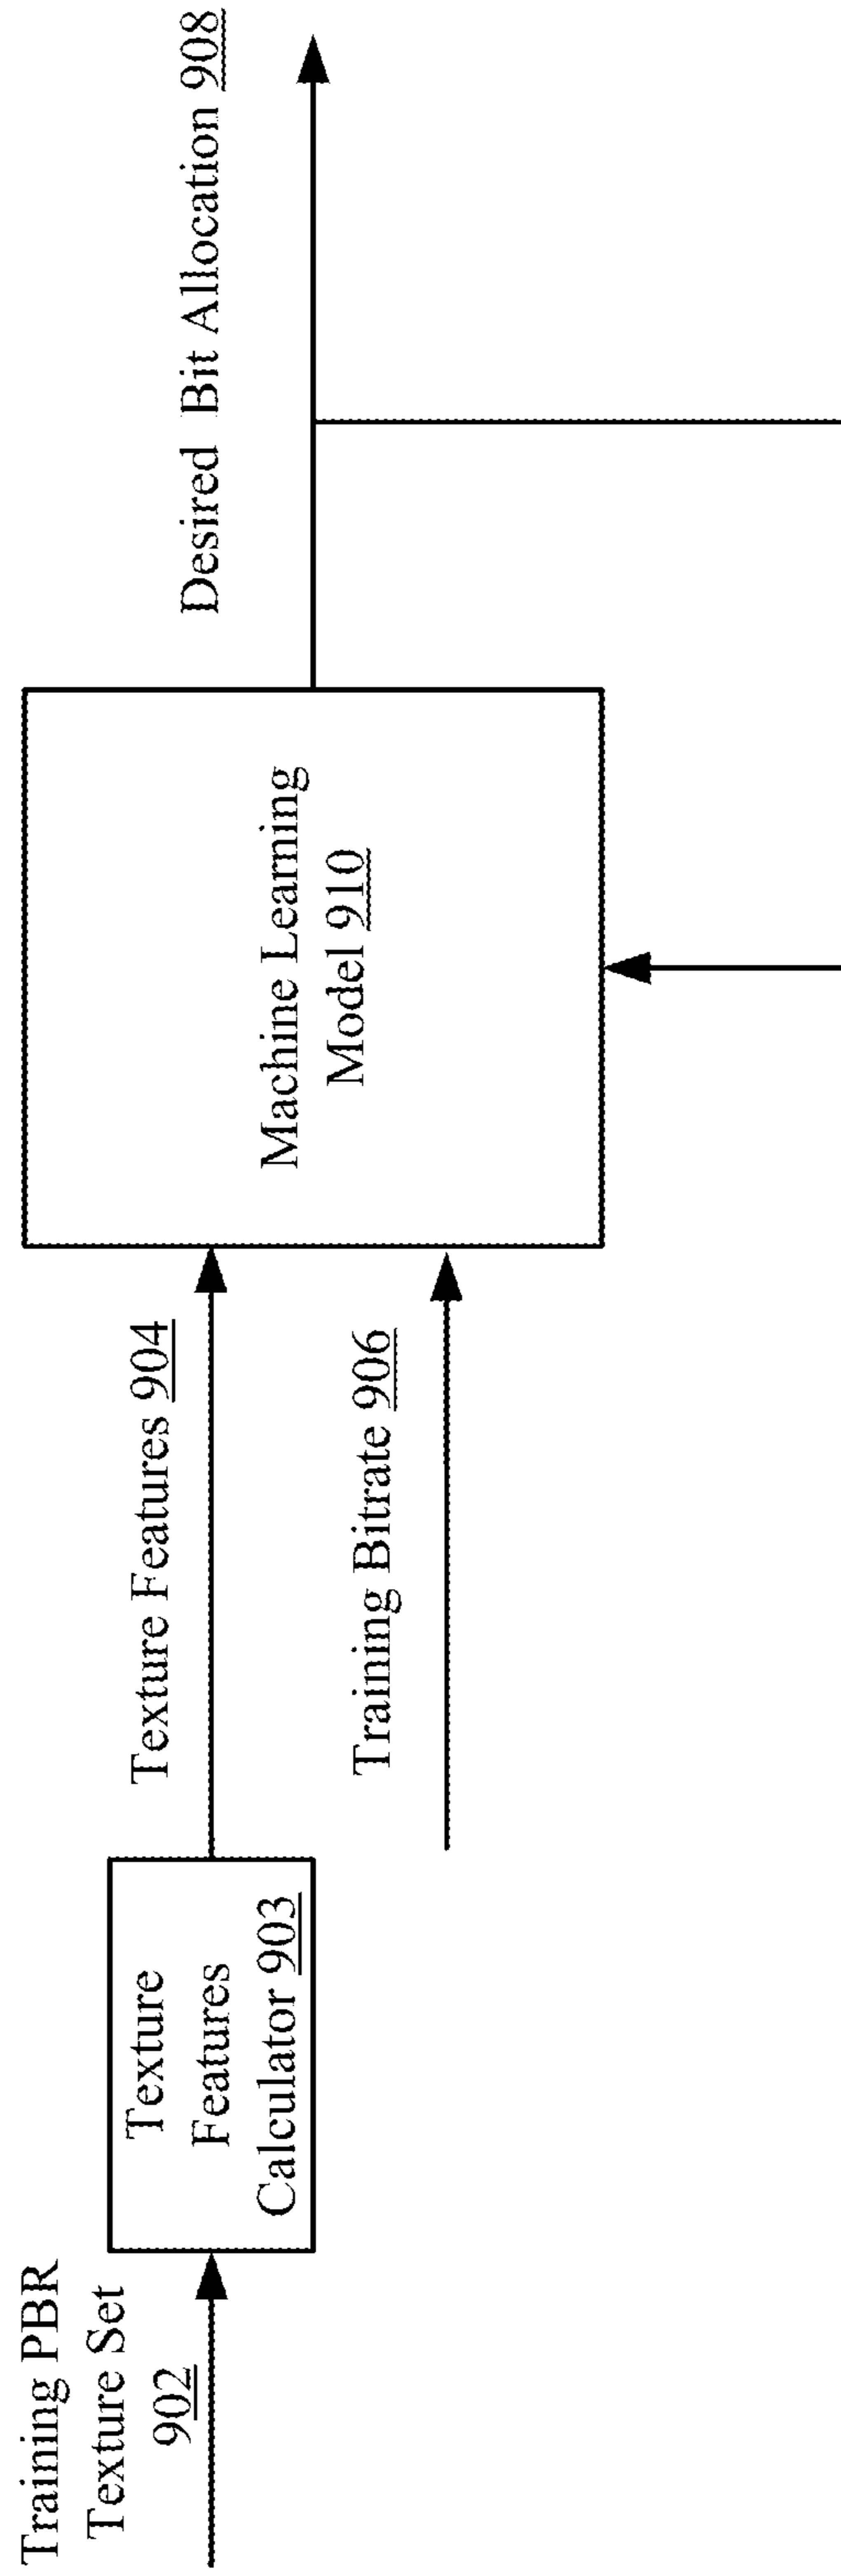 Training PBR
Texture Set
902
Texture
Features
Calculator 903
Texture Features 904
Training Bitrate 906
Machine Learning
Model 910
Desired Bit Allocation 908